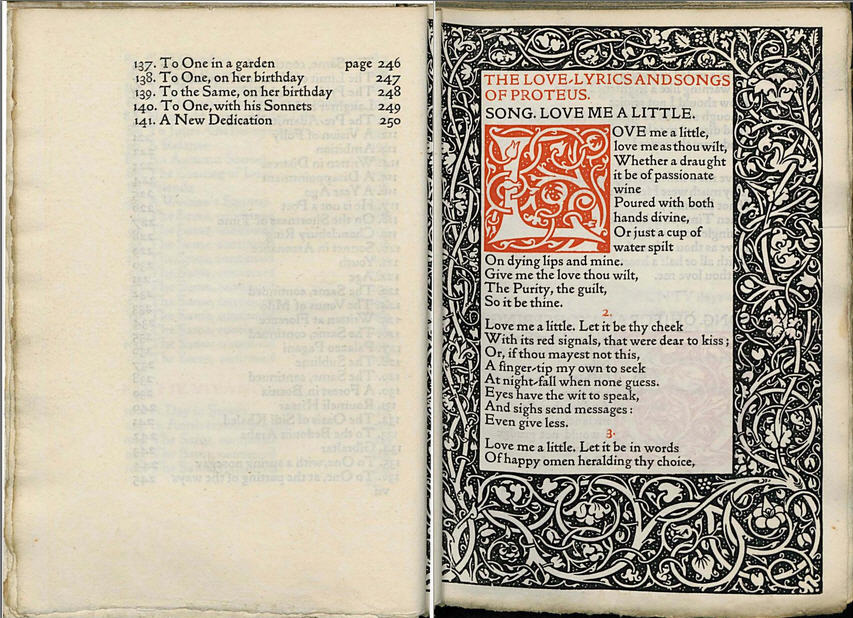 137. To One in a garden page 246
138. To One, on her birthday 247
139. To the Same, on her birthday 248
140. To One, with his Sonnets 249
141. A New Dedication 250
THE LOVE-LYRICS AND SONGS
OF PROTEUS.
SONG. LOVE ME A LITTLE.
LOVE me a little,
love me as thou wilt,
Whether a draught
it be of passionate
wine
Poured with both
hands divine,
Or just a cup of
water spilt
On dying lips and mine.
Give me the love thou wilt,
The Purity, the guilt,
So it be thine.
2.
Love me a little. Let it be thy cheek
With its red signals, that were dear to kiss;
Or, if thou mayest not this,
A finger-tip my own to seek
At night-fall when none guess.
Eyes have the wit to speak,
And sighs send messages:
Even give less.
3.
Love me a little. Let it be in words
Of happy omen heralding thy choice,